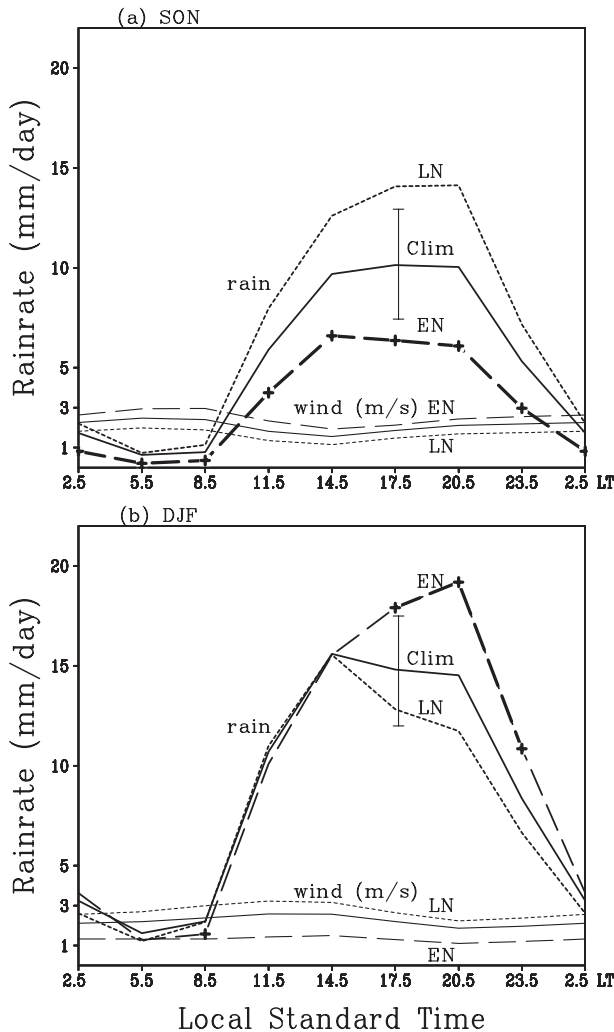 (a) SON
20
15
10
5
3
1
Rainrate (mm/day)
LN
Clim
rain
EN
wind (m/s) EN
LN
2.5 5.5 8.5 11.5 14.5 17.5 20.5 23.5 2.5 LT
(b) DJF
20
15
10
5
3
1
Rainrate (mm/day)
EN
Clim
LN
rain
wind (m/s)
LN
EN
2.5 5.5 8.5 11.5 14.5 17.5 20.5 23.5 2.5 LT
Local Standard Time